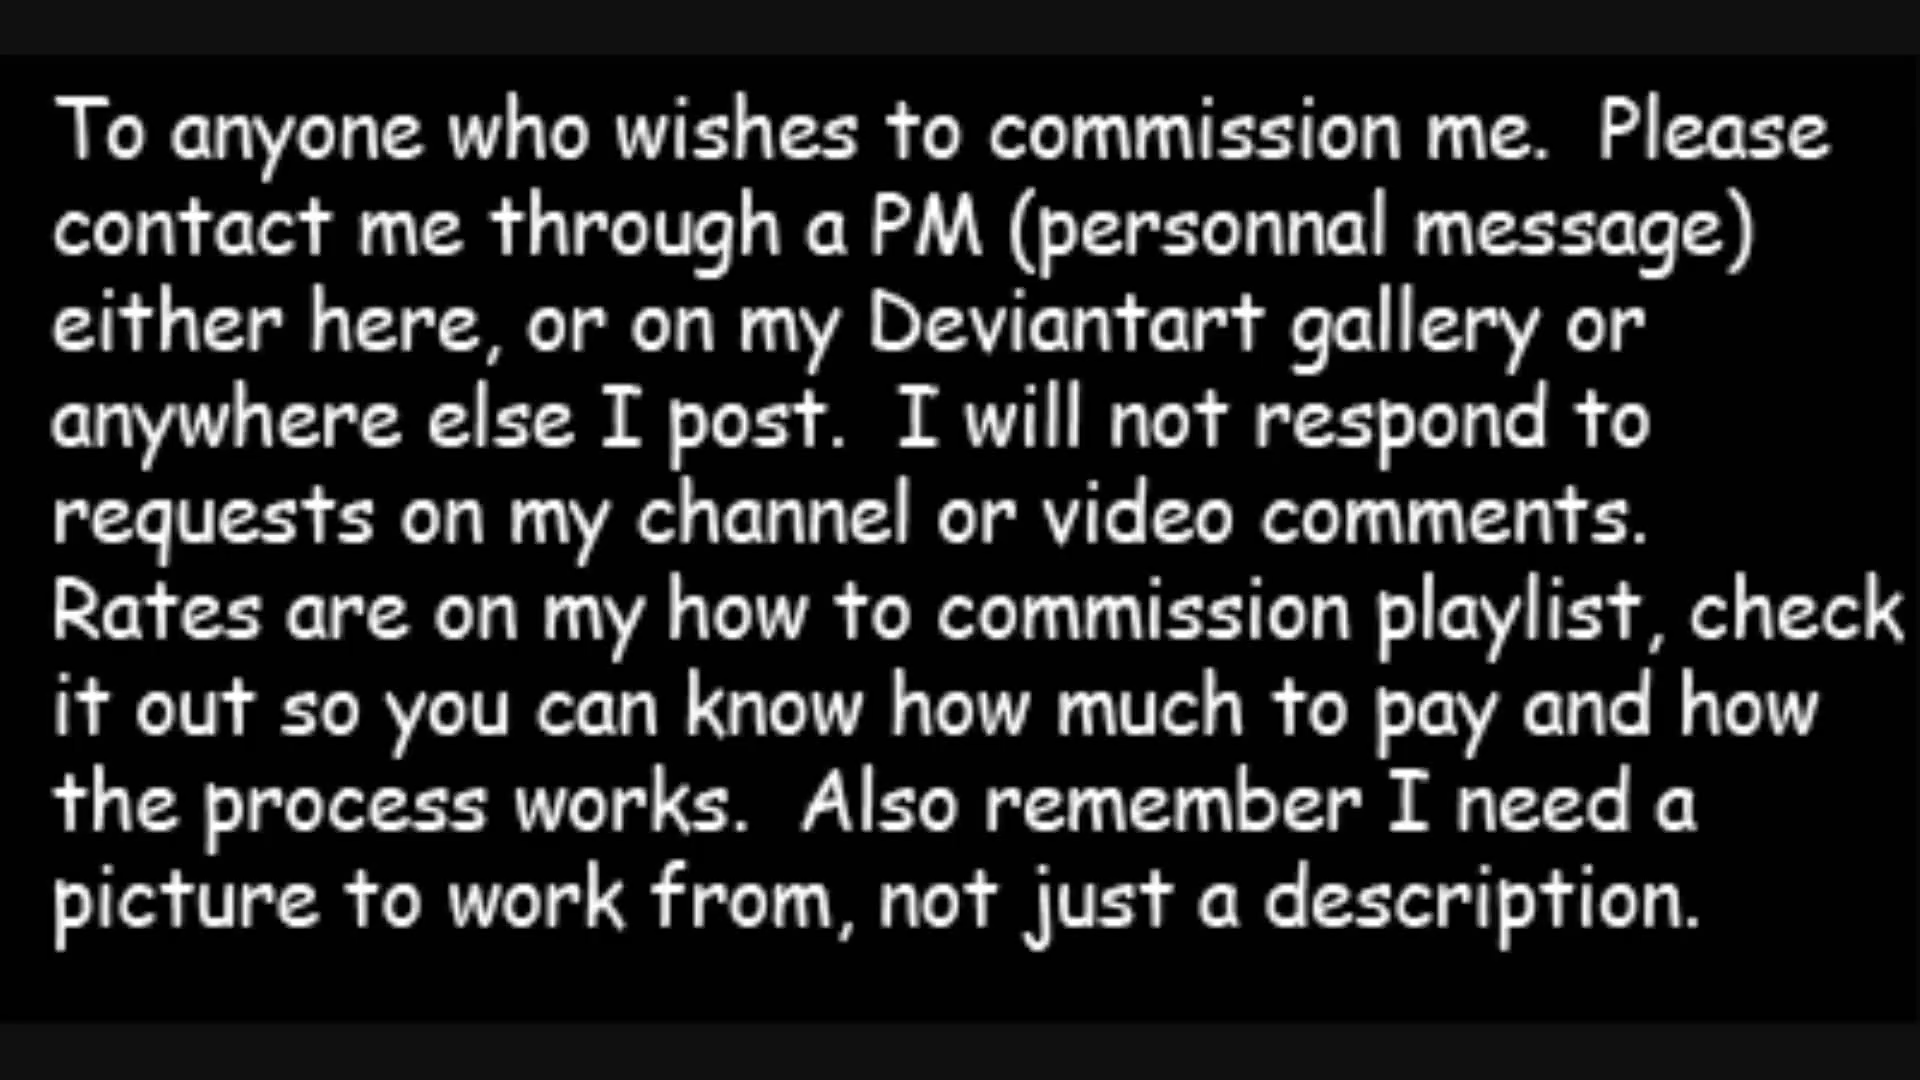 To anyone who wishes to commission me.  Please
contact me through a PM (personnal message)
either here, or on my Deviantart gallery or
anywhere else I post.  I will not respond to
requests on my channel or video comments.
Rates are on my how to commission playlist, check
it out so you can know how much to pay and how
the process works.  Also remember I need a
picture to work from, not just a description.